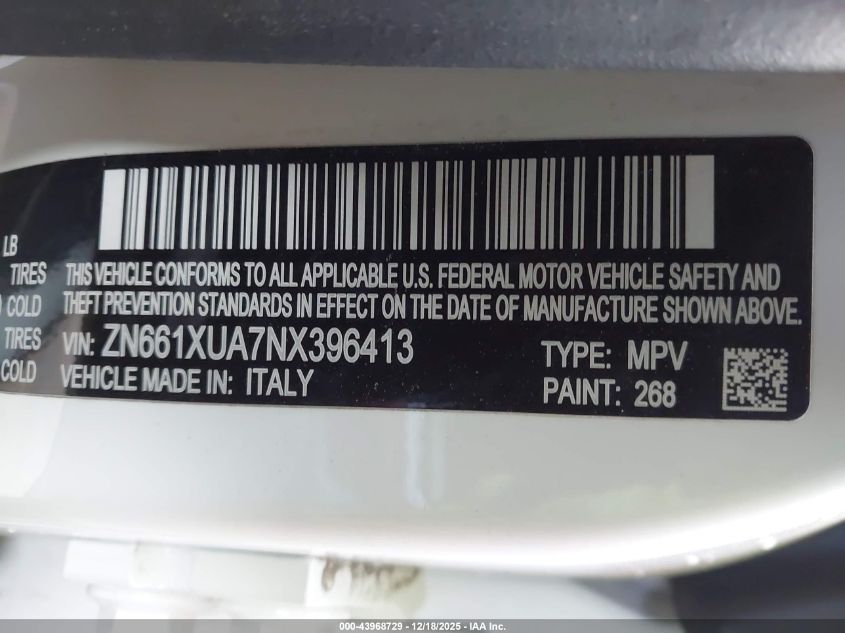 LB
TIRES THIS VEHICLE CONFORMS TO ALL APPLICABLE U.S. FEDERAL MOTOR VEHICLE SAFETY AND
COLD THEFT PREVENTION STANDARDS IN EFFECT ON THE DATE OF MANUFACTURE SHOWN ABOVE.
TIRES VIN: ZN661XUA7NX396413 TYPE: MPV
COLD VEHICLE MADE IN: ITALY PAINT: 268
000-43968729 - 12/18/2025 - IAA Inc.